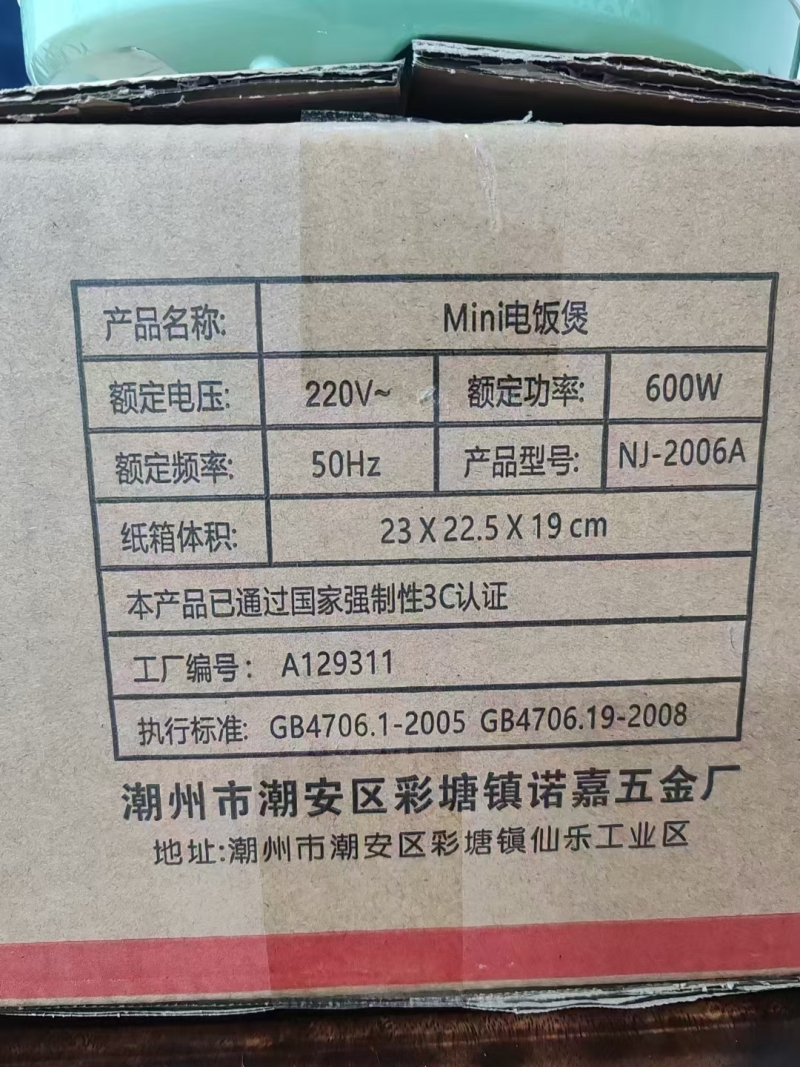 产品名称: Mini电饭煲
额定电压: 220V~ 额定功率: 600W
额定频率: 50Hz 产品型号: NJ-2006A
纸箱体积: 23 X 22.5 X 19 cm
本产品已通过国家强制性3C认证
工厂编号： A129311
执行标准: GB4706.1-2005 GB4706.19-2008
潮州市潮安区彩塘镇诺嘉五金厂
地址:潮州市潮安区彩塘镇仙乐工业区